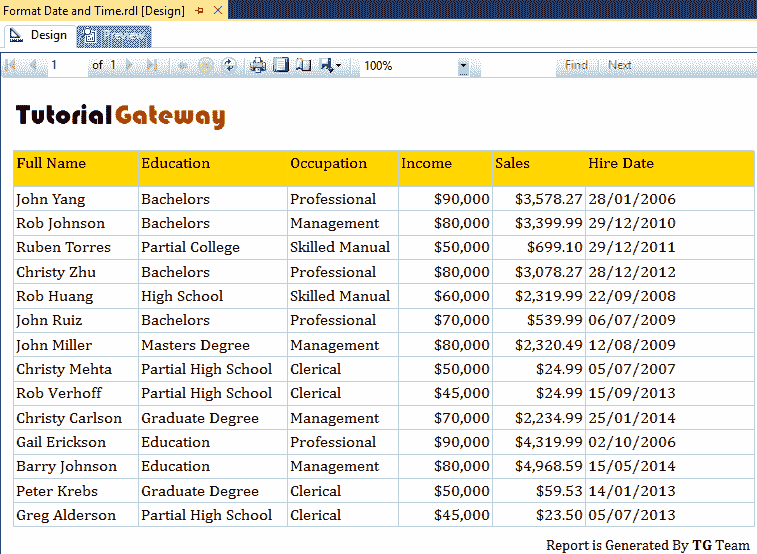 Format Date and Time.rdl [Design]
Design Preview
1 of 1 100% Find | Next
TutorialGateway
Full Name Education Occupation Income Sales Hire Date
John Yang Bachelors Professional $90,000 $3,578.27 28/01/2006
Rob Johnson Bachelors Management $80,000 $3,399.99 29/12/2010
Ruben Torres Partial College Skilled Manual $50,000 $699.10 29/12/2011
Christy Zhu Bachelors Professional $80,000 $3,078.27 28/12/2012
Rob Huang High School Skilled Manual $60,000 $2,319.99 22/09/2008
John Ruiz Bachelors Professional $70,000 $539.99 06/07/2009
John Miller Masters Degree Management $80,000 $2,320.49 12/08/2009
Christy Mehta Partial High School Clerical $50,000 $24.99 05/07/2007
Rob Verhoff Partial High School Clerical $45,000 $24.99 15/09/2013
Christy Carlson Graduate Degree Management $70,000 $2,234.99 25/01/2014
Gail Erickson Education Professional $90,000 $4,319.99 02/10/2006
Barry Johnson Education Management $80,000 $4,968.59 15/05/2014
Peter Krebs Graduate Degree Clerical $50,000 $59.53 14/01/2013
Greg Alderson Partial High School Clerical $45,000 $23.50 05/07/2013
Report is Generated By TG Team